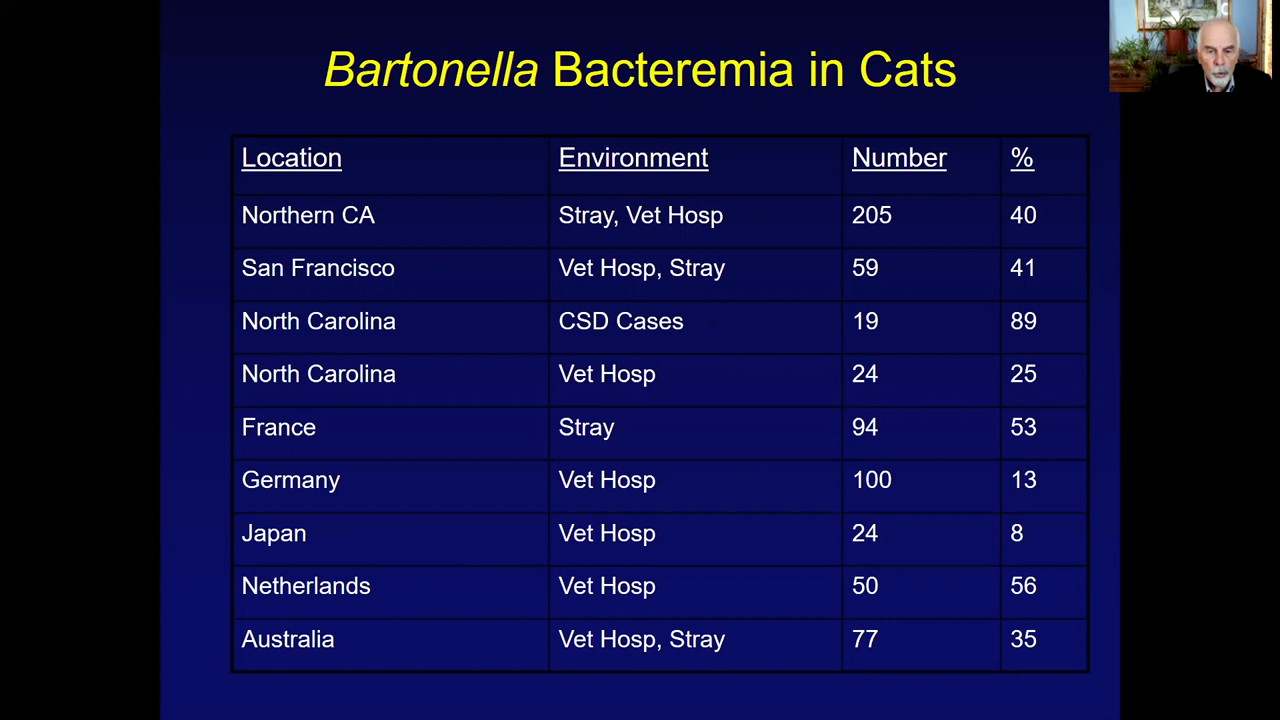 Bartonella Bacteremia in Cats
Location Environment Number %
Northern CA Stray, Vet Hosp 205 40
San Francisco Vet Hosp, Stray 59 41
North Carolina CSD Cases 19 89
North Carolina Vet Hosp 24 25
France Stray 94 53
Germany Vet Hosp 100 13
Japan Vet Hosp 24 8
Netherlands Vet Hosp 50 56
Australia Vet Hosp, Stray 77 35